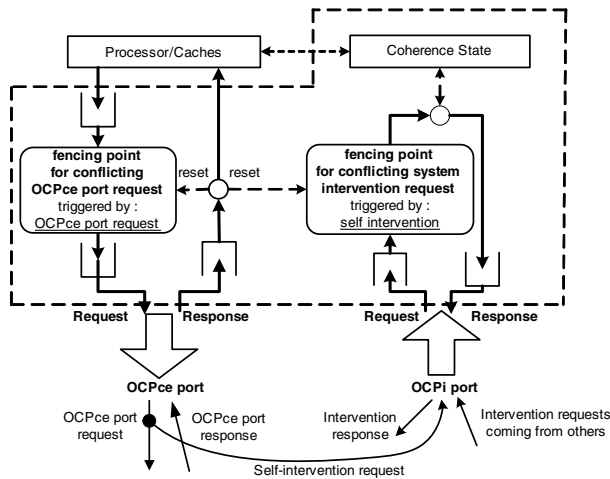 Processor/Caches
Coherence State
fencing point
for conflicting
OCPce port request
triggered by :
OCPce port request
reset
reset
fencing point
for conflicting system
intervention request
triggered by :
self intervention
Request
Response
Request
Response
OCPce port
OCPi port
OCPce port
request
OCPce port
response
Intervention
response
Intervention requests
coming from others
Self-intervention request